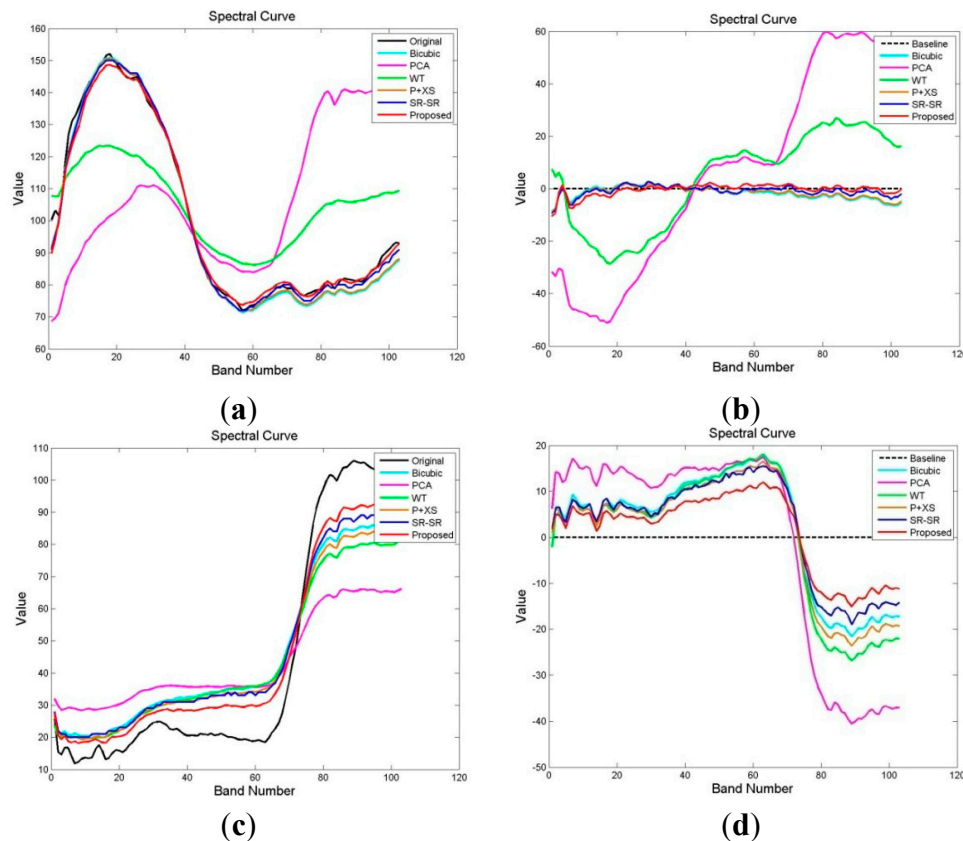 Spectral Curve
Value
160
150
140
130
120
110
100
90
80
70
60
0
20
40
60
80
100
120
Band Number
Original
Bicubic
PCA
WT
P+XS
SR-SR
Proposed
(a)
Spectral Curve
Value
60
40
20
0
-20
-40
-60
0
20
40
60
80
100
120
Band Number
Baseline
Bicubic
PCA
WT
P+XS
SR-SR
Proposed
(b)
Spectral Curve
Value
110
100
90
80
70
60
50
40
30
20
10
0
20
40
60
80
100
120
Band Number
Original
Bicubic
PCA
WT
P+XS
SR-SR
Proposed
(c)
Spectral Curve
Value
20
10
0
-10
-20
-30
-40
-50
0
20
40
60
80
100
120
Band Number
Baseline
Bicubic
PCA
WT
P+XS
SR-SR
Proposed
(d)